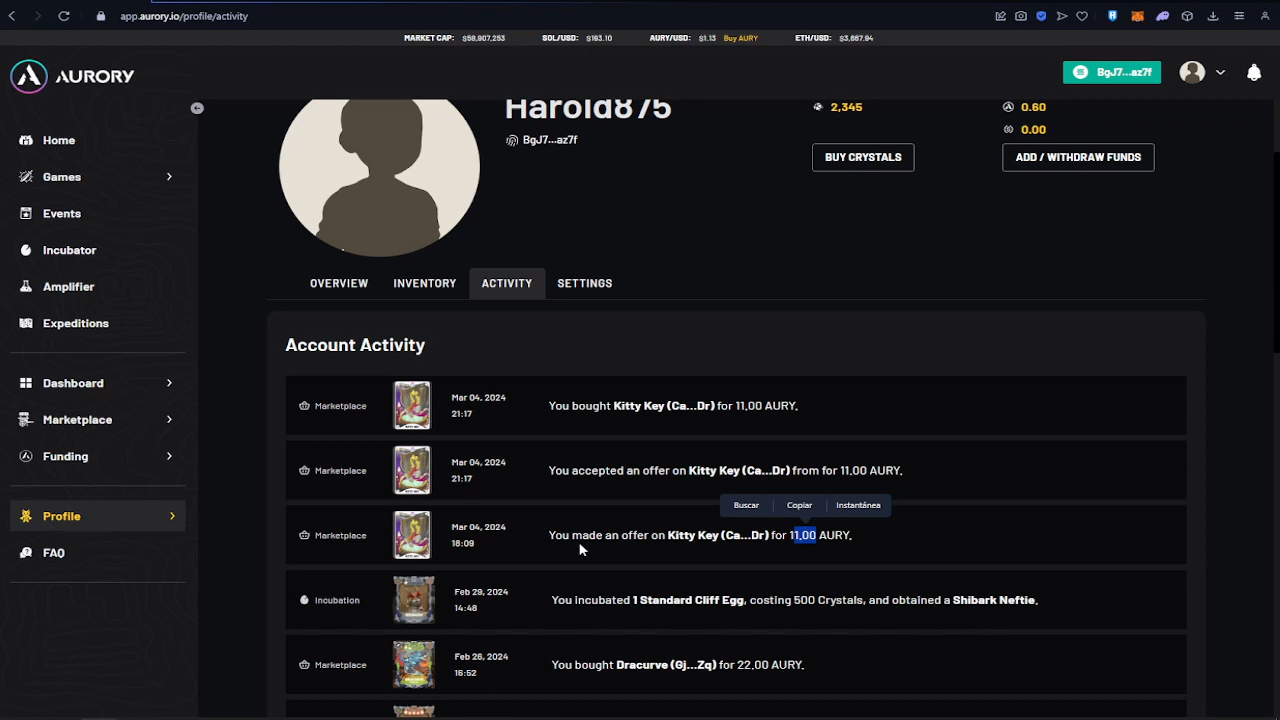 app.aurory.io/profile/activity
MARKET CAP: $58,907,253 SOL/USD: $193.10 AURY/USD: $1.13 Buy AURY ETH/USD: $3,667.94
AURORY
BgJ7...az7f
Harold875
BgJ7...az7f
2,345
0.60
0.00
BUY CRYSTALS
ADD / WITHDRAW FUNDS
Home
Games
Events
Incubator
Amplifier
Expeditions
Dashboard
Marketplace
Funding
Profile
FAQ
OVERVIEW INVENTORY ACTIVITY SETTINGS
Account Activity
Marketplace
Mar 04, 2024
21:17
You bought Kitty Key (Ca...Dr) for 11.00 AURY.
Marketplace
Mar 04, 2024
21:17
You accepted an offer on Kitty Key (Ca...Dr) from for 11.00 AURY.
Buscar Copiar Instantánea
Marketplace
Mar 04, 2024
18:09
You made an offer on Kitty Key (Ca...Dr) for 11.00 AURY.
Incubation
Feb 29, 2024
14:48
You incubated 1 Standard Cliff Egg, costing 500 Crystals, and obtained a Shibark Neftie.
Marketplace
Feb 26, 2024
16:52
You bought Dracurve (Gj...Zq) for 22.00 AURY.